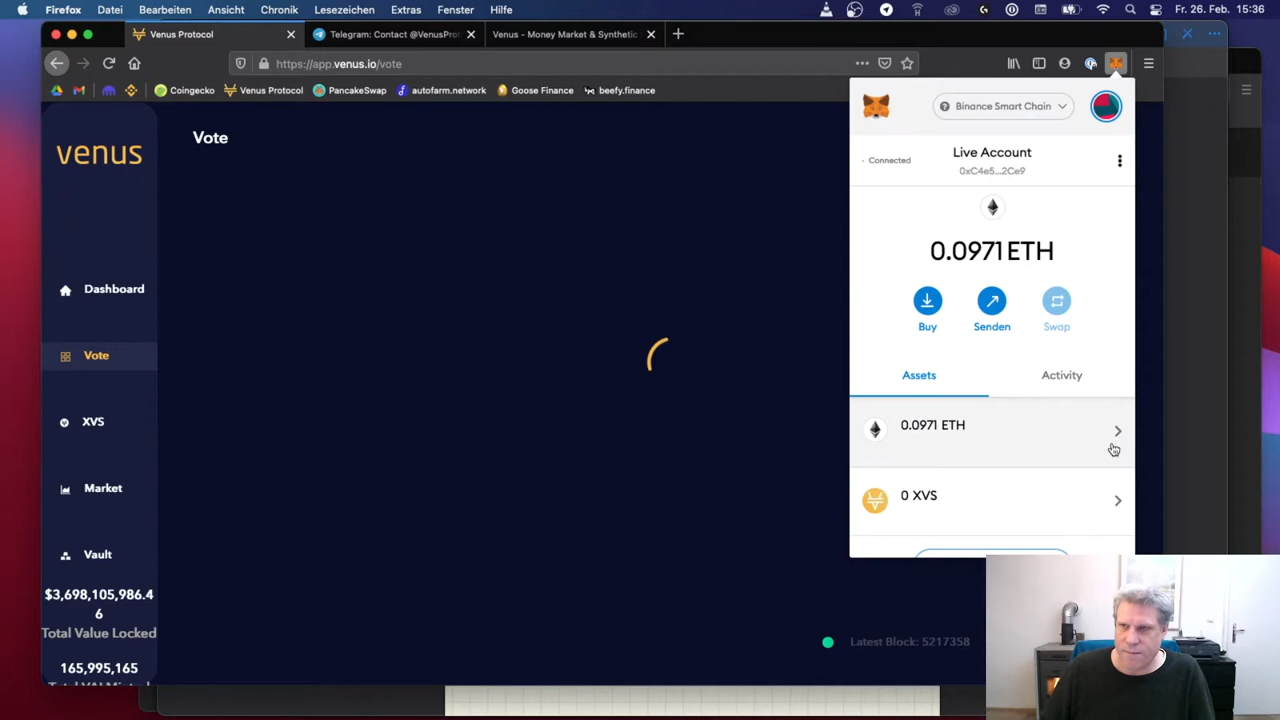 Firefox Datei Bearbeiten Ansicht Chronik Lesezeichen Extras Fenster Hilfe Fr. 26. Feb. 15:36
Venus Protocol Telegram: Contact @VenusProt Venus - Money Market & Synthetic
https://app.venus.io/vote
Coingecko Venus Protocol PancakeSwap autofarm.network Goose Finance beefy.finance
venus
Dashboard
Vote
XVS
Market
Vault
$3,698,105,986.4
6
Total Value Locked
165,995,165
Total VAI Minted
Vote
Latest Block: 5217358
Binance Smart Chain
Connected
Live Account
0xC4e5...2Ce9
0.0971 ETH
Buy Senden Swap
Assets Activity
0.0971 ETH
0 XVS